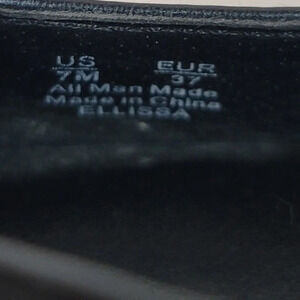 US EUR
7M 37
All Man Made
Made in China
ELLISSA